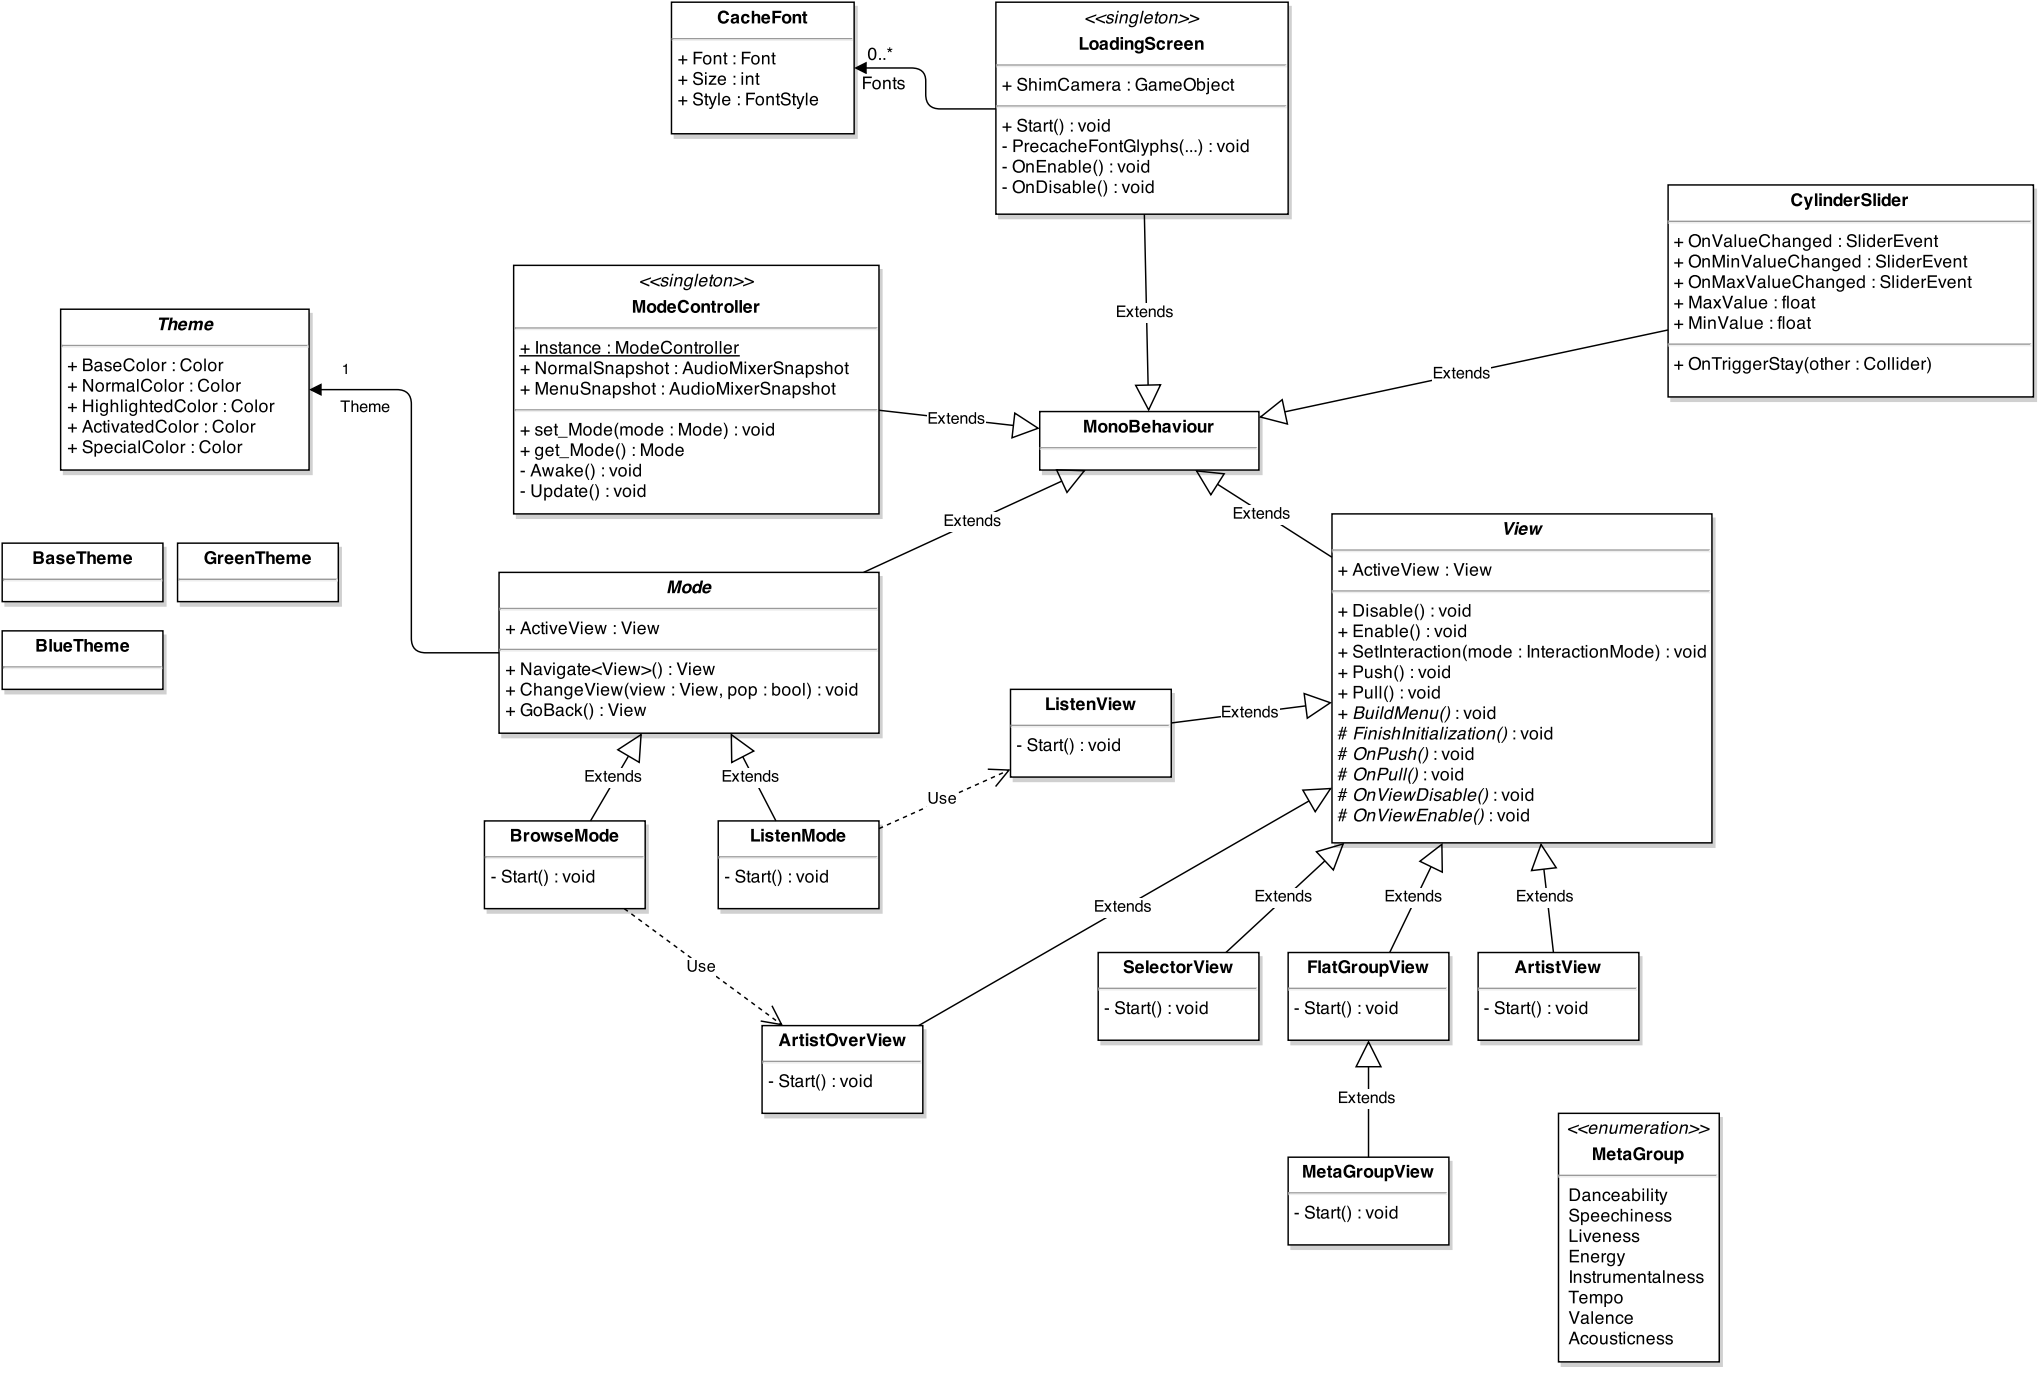 CacheFont
+ Font : Font
+ Size : int
+ Style : FontStyle
0..*
Fonts
<<singleton>>
LoadingScreen
+ ShimCamera : GameObject
+ Start() : void
- PrecacheFontGlyphs(...) : void
- OnEnable() : void
- OnDisable() : void
CylinderSlider
+ OnValueChanged : SliderEvent
+ OnMinValueChanged : SliderEvent
+ OnMaxValueChanged : SliderEvent
+ MaxValue : float
+ MinValue : float
+ OnTriggerStay(other : Collider)
<<singleton>>
ModeController
+ Instance : ModeController
+ NormalSnapshot : AudioMixerSnapshot
+ MenuSnapshot : AudioMixerSnapshot
+ set_Mode(mode : Mode) : void
+ get_Mode() : Mode
- Awake() : void
- Update() : void
Theme
+ BaseColor : Color
+ NormalColor : Color
+ HighlightedColor : Color
+ ActivatedColor : Color
+ SpecialColor : Color
1
Theme
Extends
Extends
Extends
MonoBehaviour
Extends
Extends
BaseTheme
GreenTheme
BlueTheme
Mode
+ ActiveView : View
+ Navigate<View>() : View
+ ChangeView(view : View, pop : bool) : void
+ GoBack() : View
View
+ ActiveView : View
+ Disable() : void
+ Enable() : void
+ SetInteraction(mode : InteractionMode) : void
+ Push() : void
+ Pull() : void
+ BuildMenu() : void
# FinishInitialization() : void
# OnPush() : void
# OnPull() : void
# OnViewDisable() : void
# OnViewEnable() : void
ListenView
- Start() : void
Extends
Extends
Extends
Use
BrowseMode
- Start() : void
ListenMode
- Start() : void
Extends
Extends
Extends
Extends
Use
SelectorView
- Start() : void
FlatGroupView
- Start() : void
ArtistView
- Start() : void
ArtistOverView
- Start() : void
Extends
MetaGroupView
- Start() : void
<<enumeration>>
MetaGroup
Danceability
Speechiness
Liveness
Energy
Instrumentalness
Tempo
Valence
Acousticness